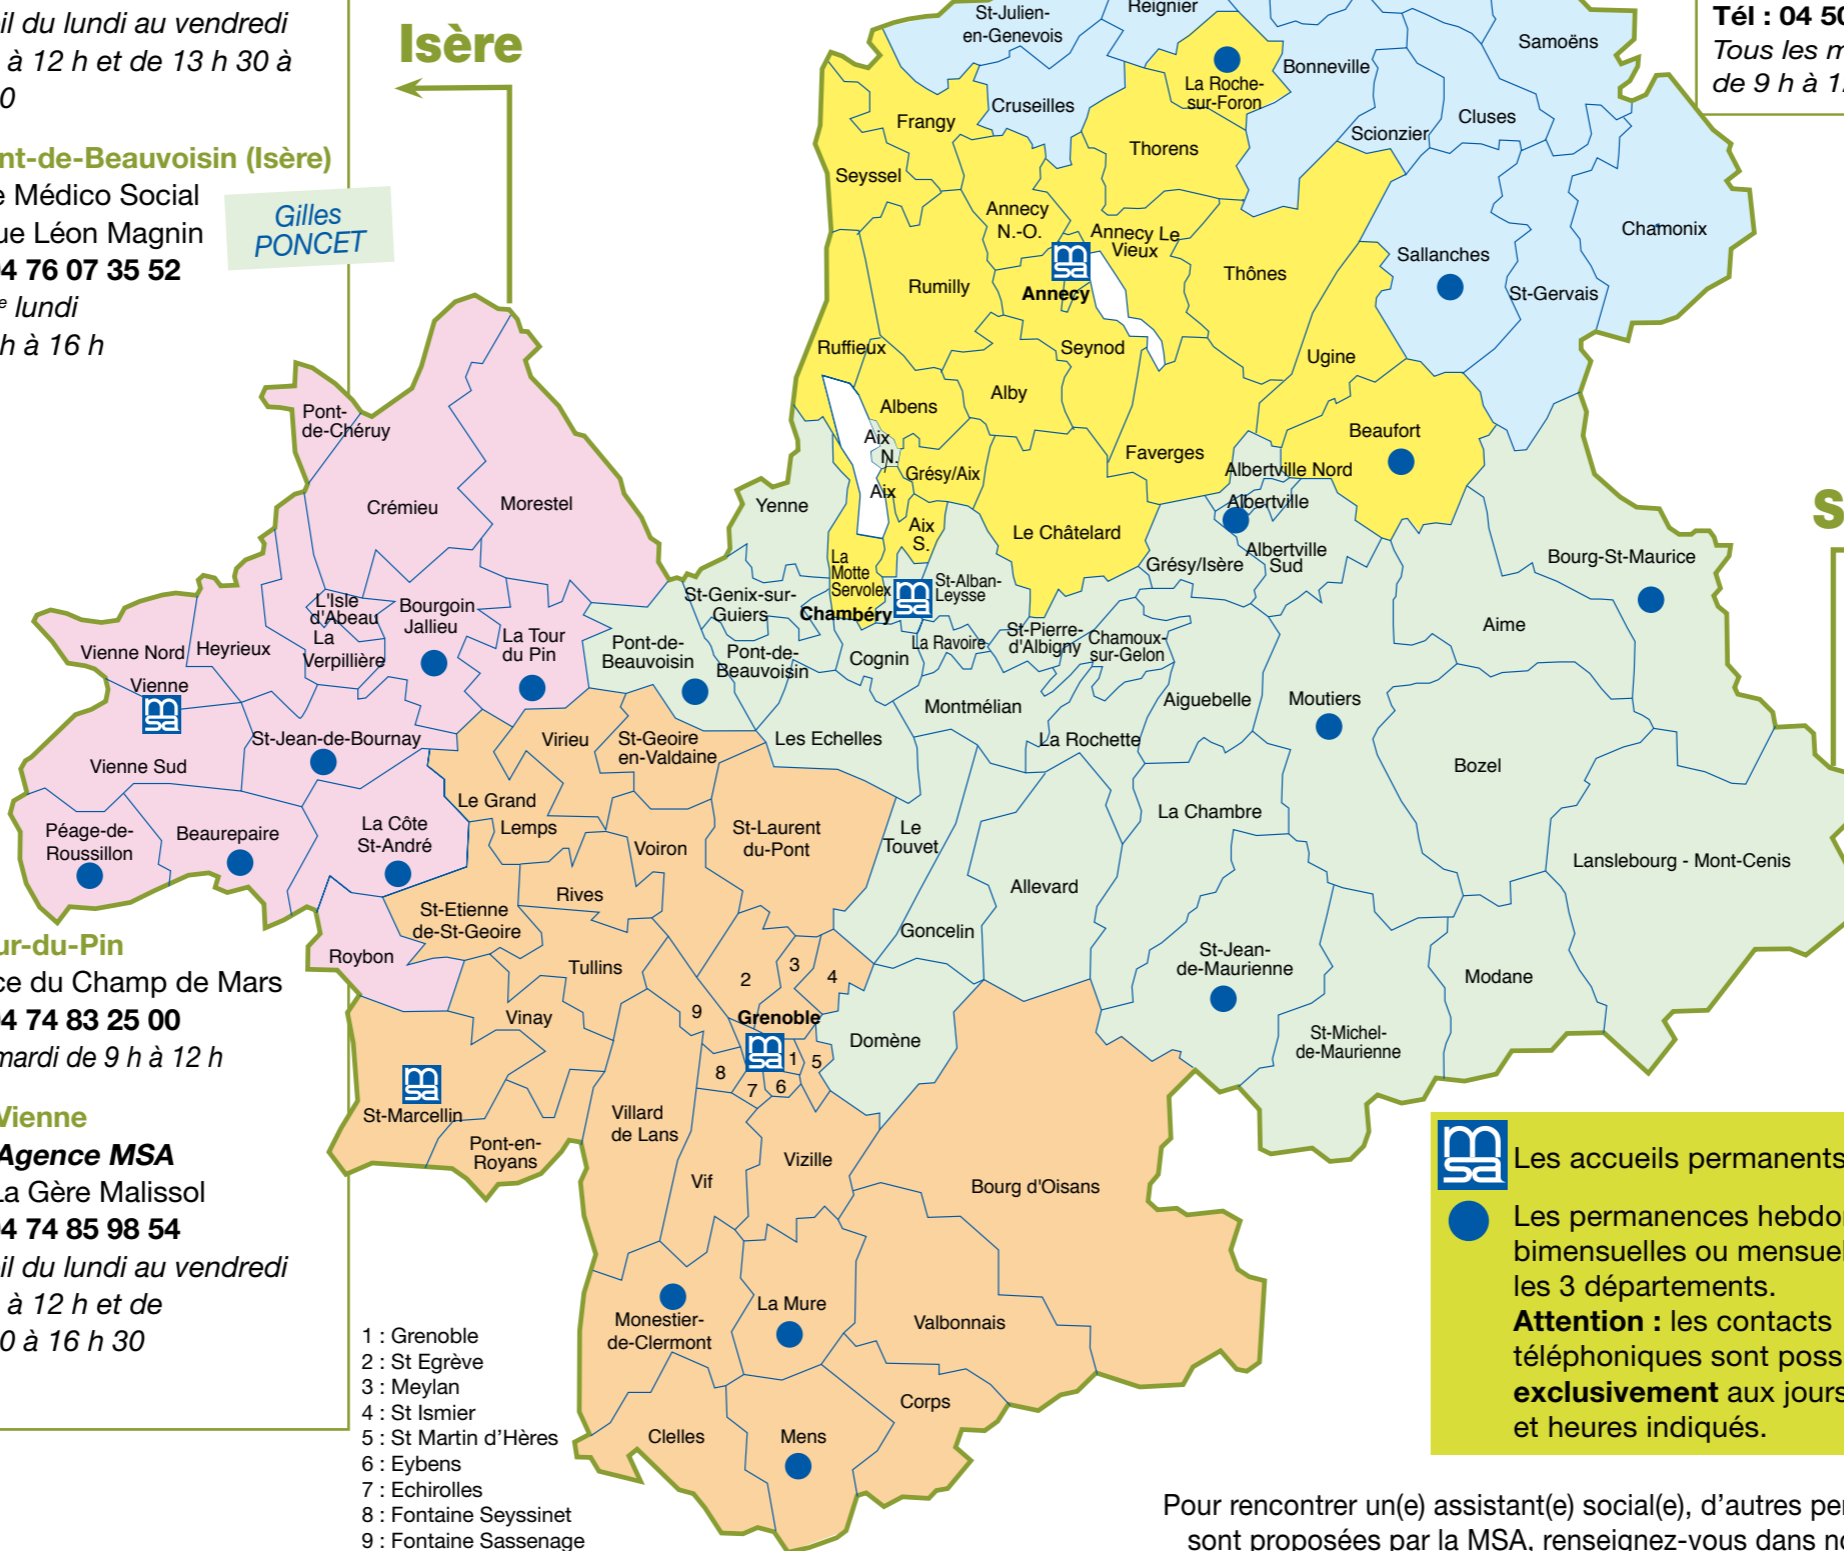 il du lundi au vendredi
à 12 h et de 13 h 30 à
0
nt-de-Beauvoisin (Isère)
e Médico Social
ue Léon Magnin
04 76 07 35 52
e lundi
h à 16 h
Gilles
PONCET
Isère
ur-du-Pin
ce du Champ de Mars
04 74 83 25 00
mardi de 9 h à 12 h
Vienne
Agence MSA
La Gère Malissol
04 74 85 98 54
il du lundi au vendredi
à 12 h et de
0 à 16 h 30
Tél : 04 50
Tous les m
de 9 h à 1
S
St-Julien-
en-Genevois
Reignier
Samoëns
Bonneville
La Roche-
sur-Foron
Cruseilles
Cluses
Scionzier
Frangy
Thorens
Seyssel
Annecy
N.-O.
Annecy Le
Vieux
Chamonix
Sallanches
Thônes
St-Gervais
Rumilly
msa
Annecy
Ruffieux
Seynod
Ugine
Alby
Albens
Pont-
de-Chéruy
Beaufort
Aix
N.
Faverges
Albertville Nord
Grésy/Aix
Aix
Albertville
Crémieu
Morestel
Yenne
Aix
S.
Le Châtelard
Albertville
Sud
Bourg-St-Maurice
La
Motte
Servolex
Grésy/Isère
St-Alban-
Leysse
msa
St-Genix-sur-
Guiers
Chambéry
L'Isle
d'Abeau
Bourgoin
Jallieu
Aime
La
Verpillière
La Tour
du Pin
Vienne Nord
Heyrieux
Pont-de-
Beauvoisin
Pont-de-
Beauvoisin
Cognin
La Ravoire
St-Pierre-
d'Albigny
Chamoux-
sur-Gelon
Vienne
msa
Montmélian
Aiguebelle
Moutiers
St-Jean-de-Bournay
Virieu
St-Geoire
en-Valdaine
Les Echelles
La Rochette
Vienne Sud
Bozel
Le Grand
Lemps
La Chambre
Péage-de-
Roussillon
Beaurepaire
La Côte
St-André
Voiron
St-Laurent
du-Pont
Le
Touvet
Lanslebourg - Mont-Cenis
Rives
Allevard
St-Etienne
de-St-Geoire
Goncelin
Roybon
Tullins
2
3
4
St-Jean-
de-Maurienne
Modane
Vinay
9
Grenoble
msa
1
5
Domène
St-Michel-
de-Maurienne
8
7
6
msa
St-Marcellin
Villard
de Lans
Pont-en-
Royans
Vizille
Vif
Bourg d'Oisans
La Mure
Monestier-
de-Clermont
Valbonnais
Corps
Clelles
Mens
1 : Grenoble
2 : St Egrève
3 : Meylan
4 : St Ismier
5 : St Martin d’Hères
6 : Eybens
7 : Echirolles
8 : Fontaine Seyssinet
9 : Fontaine Sassenage
msa
Les accueils permanents
Les permanences hebdo
bimensuelles ou mensuel
les 3 départements.
Attention : les contacts
téléphoniques sont poss
exclusivement aux jours
et heures indiqués.
Pour rencontrer un(e) assistant(e) social(e), d’autres per
sont proposées par la MSA, renseignez-vous dans no